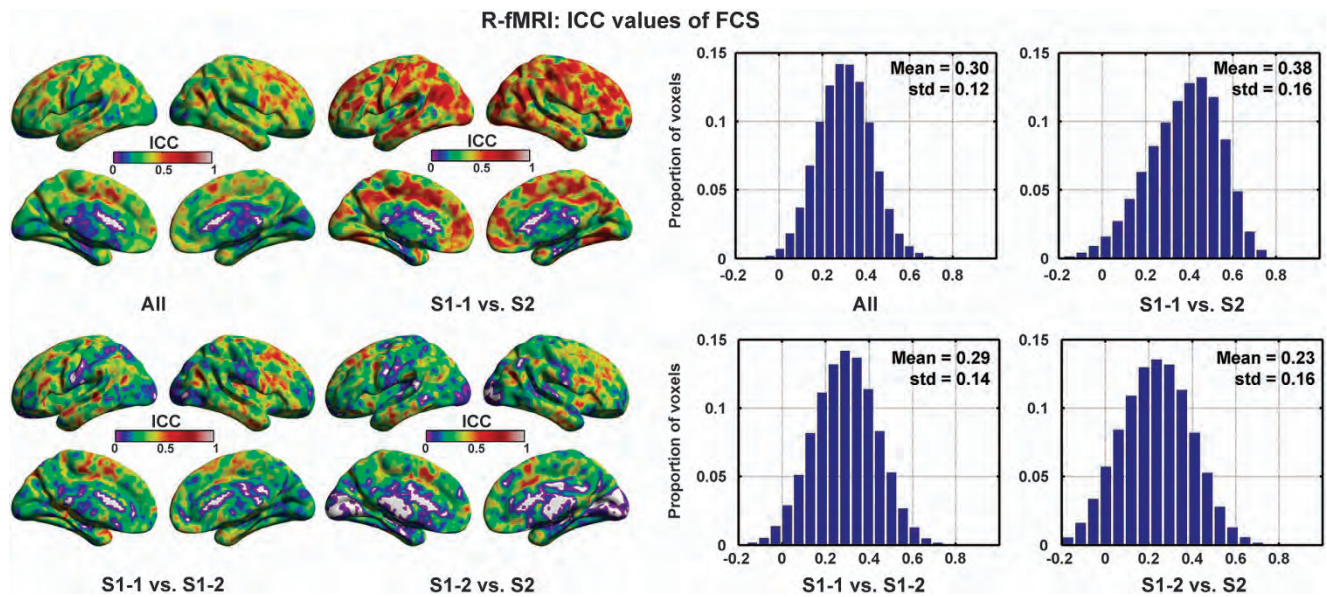 R-fMRI: ICC values of FCS
ICC
0 0.5 1
ICC
0 0.5 1
All
S1-1 vs. S2
ICC
0 0.5 1
ICC
0 0.5 1
S1-1 vs. S1-2
S1-2 vs. S2
Proportion of voxels
0.15
0.1
0.05
0
Mean = 0.30
std = 0.12
-0.2 0 0.2 0.4 0.6 0.8
All
0.15
0.1
0.05
0
Mean = 0.38
std = 0.16
-0.2 0 0.2 0.4 0.6 0.8
S1-1 vs. S2
Proportion of voxels
0.15
0.1
0.05
0
Mean = 0.29
std = 0.14
-0.2 0 0.2 0.4 0.6 0.8
S1-1 vs. S1-2
0.15
0.1
0.05
0
Mean = 0.23
std = 0.16
-0.2 0 0.2 0.4 0.6 0.8
S1-2 vs. S2